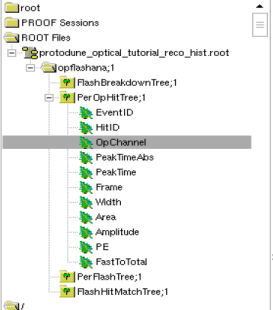 root
PROOF Sessions
ROOT Files
protodune_optical_tutorial_reco_hist.root
opflashana;1
FlashBreakdownTree;1
PerOpHitTree;1
EventID
HitID
OpChannel
PeakTimeAbs
PeakTime
Frame
Width
Area
Amplitude
PE
FastToTotal
PerFlashTree;1
FlashHitMatchTree;1
/